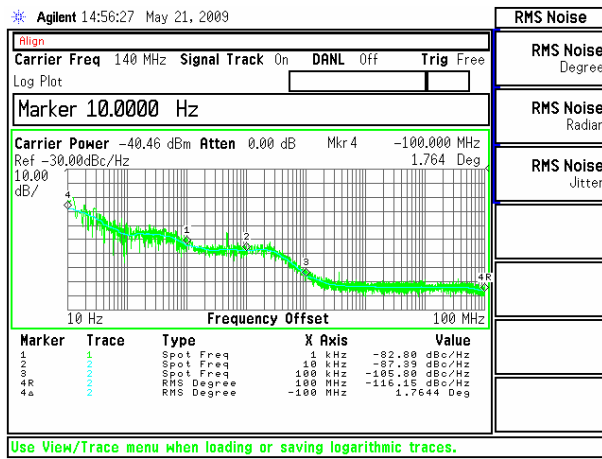 Agilent 14:56:27 May 21, 2009
RMS Noise
Align
Carrier Freq 140 MHz Signal Track On DANL Off Trig Free
Log Plot
Marker 10.0000 Hz
Carrier Power -40.46 dBm Atten 0.00 dB Mkr 4 -100.000 MHz
Ref -30.00dBc/Hz 1.764 Deg
10.00
dB/
4
1
2
3
4R
10 Hz Frequency Offset 100 MHz
Marker Trace Type X Axis Value
1 1 Spot Freq 1 kHz -82.80 dBc/Hz
2 2 Spot Freq 10 kHz -87.39 dBc/Hz
3 2 Spot Freq 100 kHz -105.80 dBc/Hz
4R 2 RMS Degree 100 MHz -116.15 dBc/Hz
4△ 2 RMS Degree -100 MHz 1.7644 Deg
Use View/Trace menu when loading or saving logarithmic traces.
RMS Noise
Degree
RMS Noise
Radian
RMS Noise
Jitter